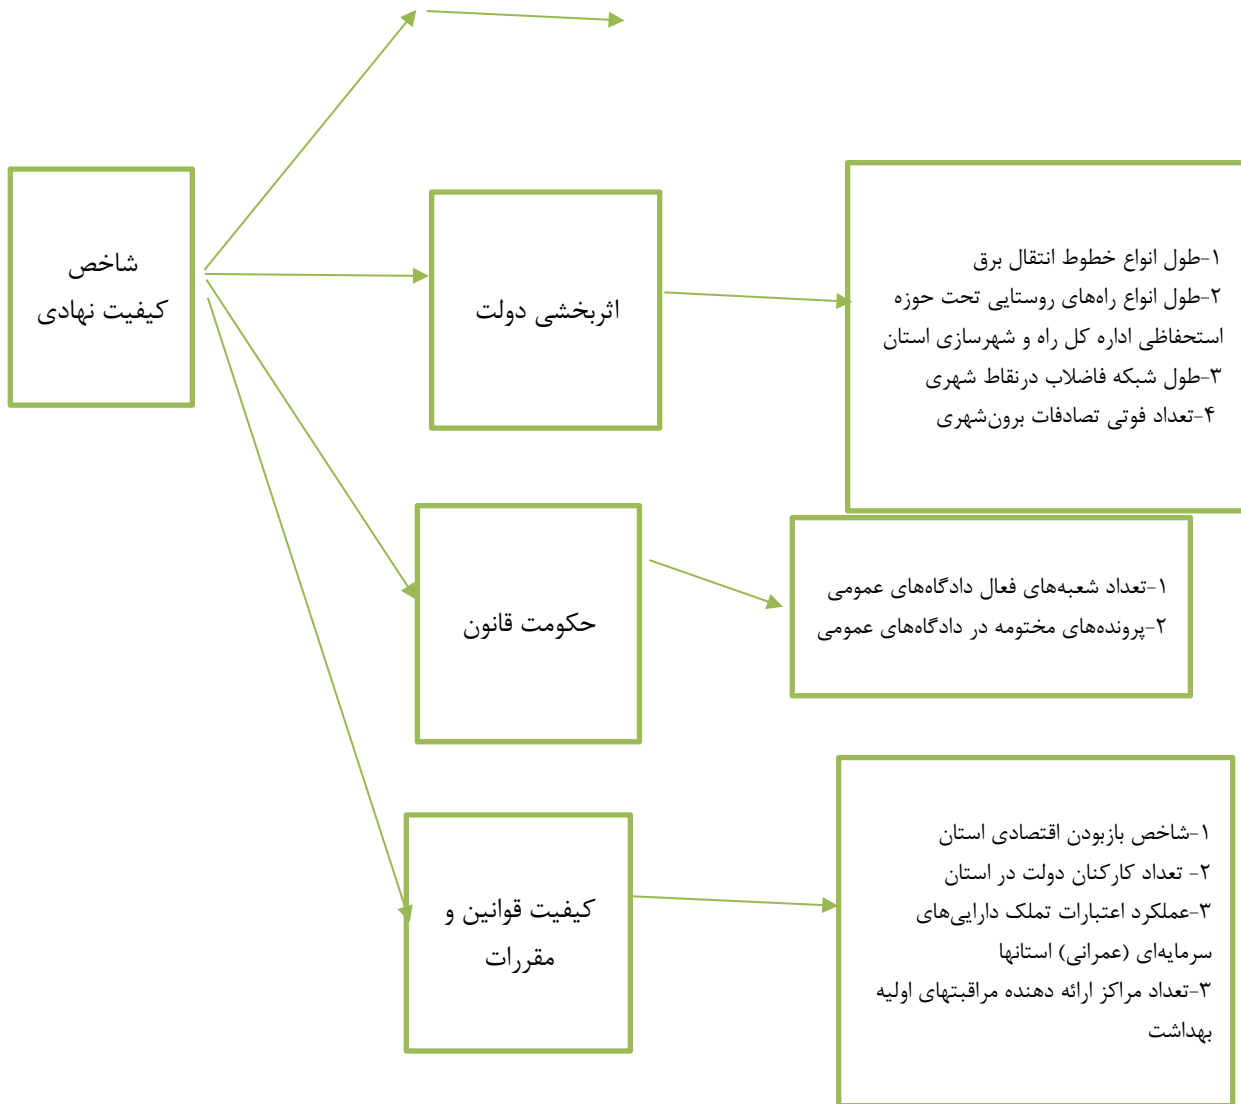 شاخص
کیفیت نهادی
اثربخشی دولت
۱-طول انواع خطوط انتقال برق
۲-طول انواع راه‌های روستایی تحت حوزه
استحفاظی اداره کل راه و شهرسازی استان
۳-طول شبکه فاضلاب درنقاط شهری
۴-تعداد فوتی تصادفات برون‌شهری
حکومت قانون
۱-تعداد شعبه‌های فعال دادگاه‌های عمومی
۲-پرونده‌های مختومه در دادگاه‌های عمومی
کیفیت قوانین و
مقررات
۱-شاخص بازبودن اقتصادی استان
۲- تعداد کارکنان دولت در استان
۳-عملکرد اعتبارات تملک دارایی‌های
سرمایه‌ای (عمرانی) استانها
۳-تعداد مراکز ارائه دهنده مراقبتهای اولیه
بهداشت